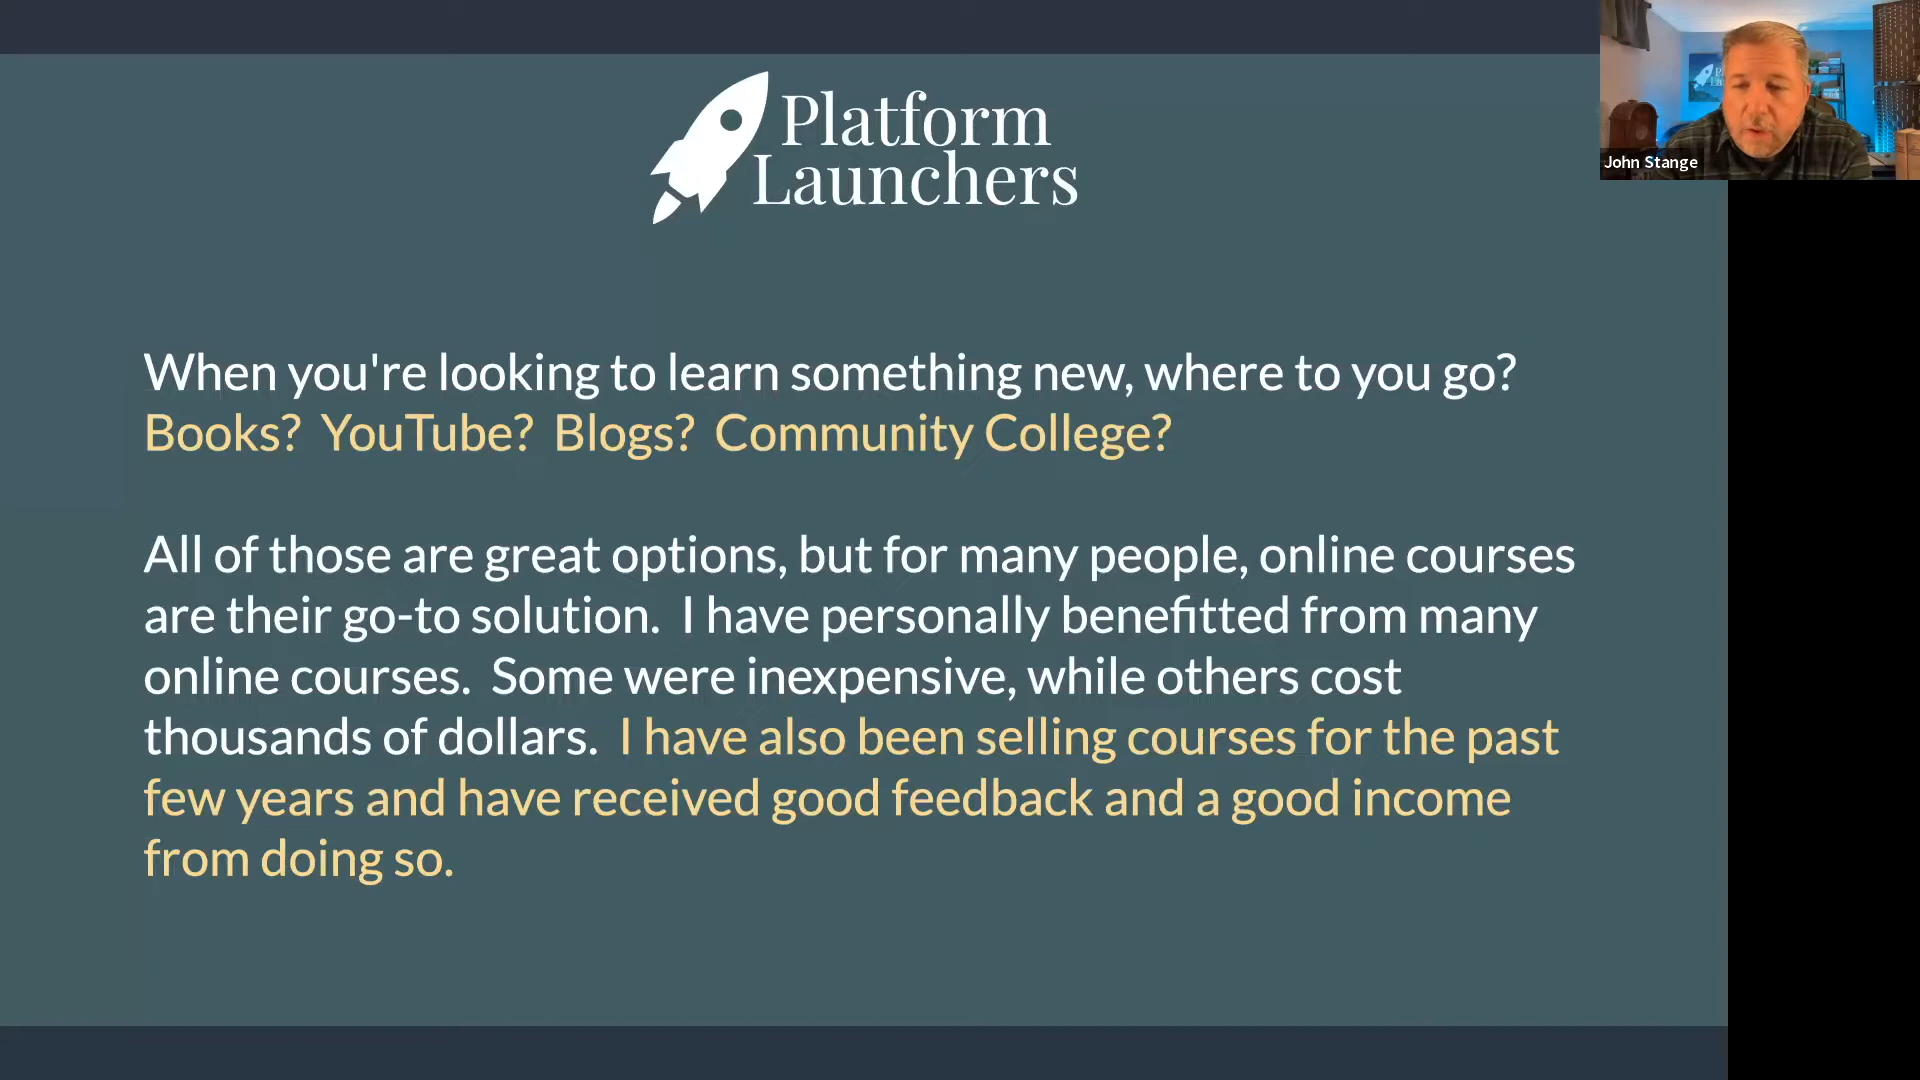 Platform
Launchers
John Stange
When you're looking to learn something new, where to you go?
Books?  YouTube?  Blogs?  Community College?
All of those are great options, but for many people, online courses
are their go-to solution.  I have personally benefitted from many
online courses.  Some were inexpensive, while others cost
thousands of dollars.  I have also been selling courses for the past
few years and have received good feedback and a good income
from doing so.